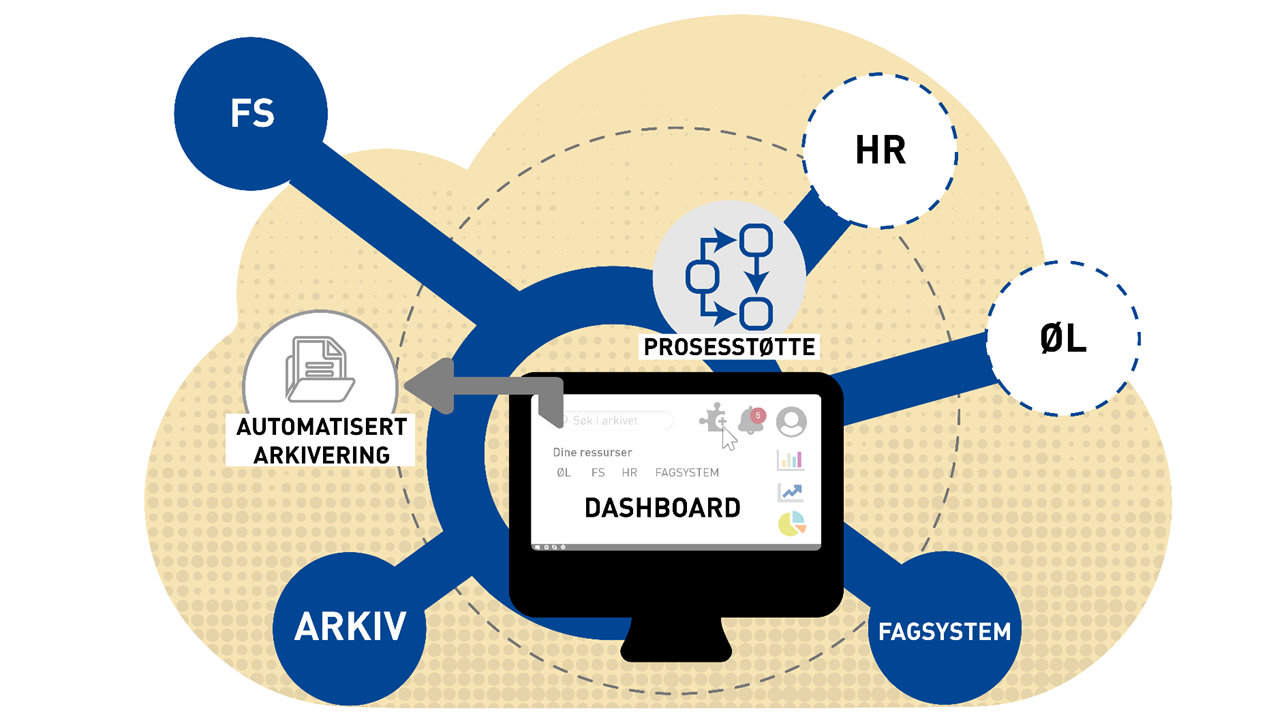 FS
HR
ØL
PROSESSTØTTE
AUTOMATISERT
ARKIVERING
Søk i arkivet
5
Dine ressurser
ØL FS HR FAGSYSTEM
DASHBOARD
ARKIV
FAGSYSTEM